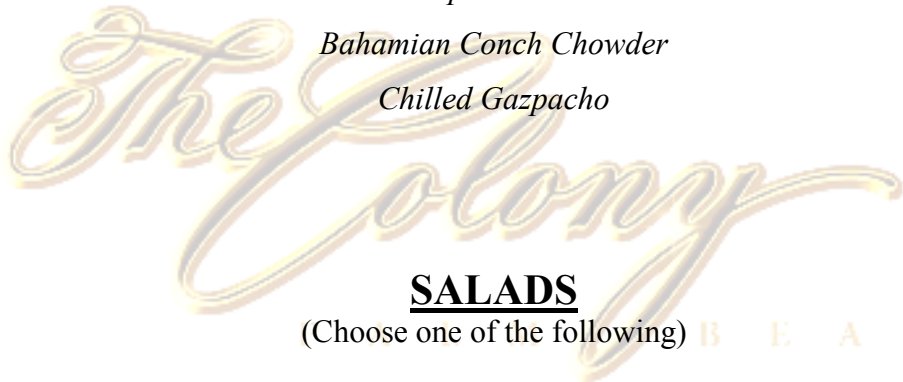 Bahamian Conch Chowder
Chilled Gazpacho
The Colony
SALADS
(Choose one of the following)
B E A